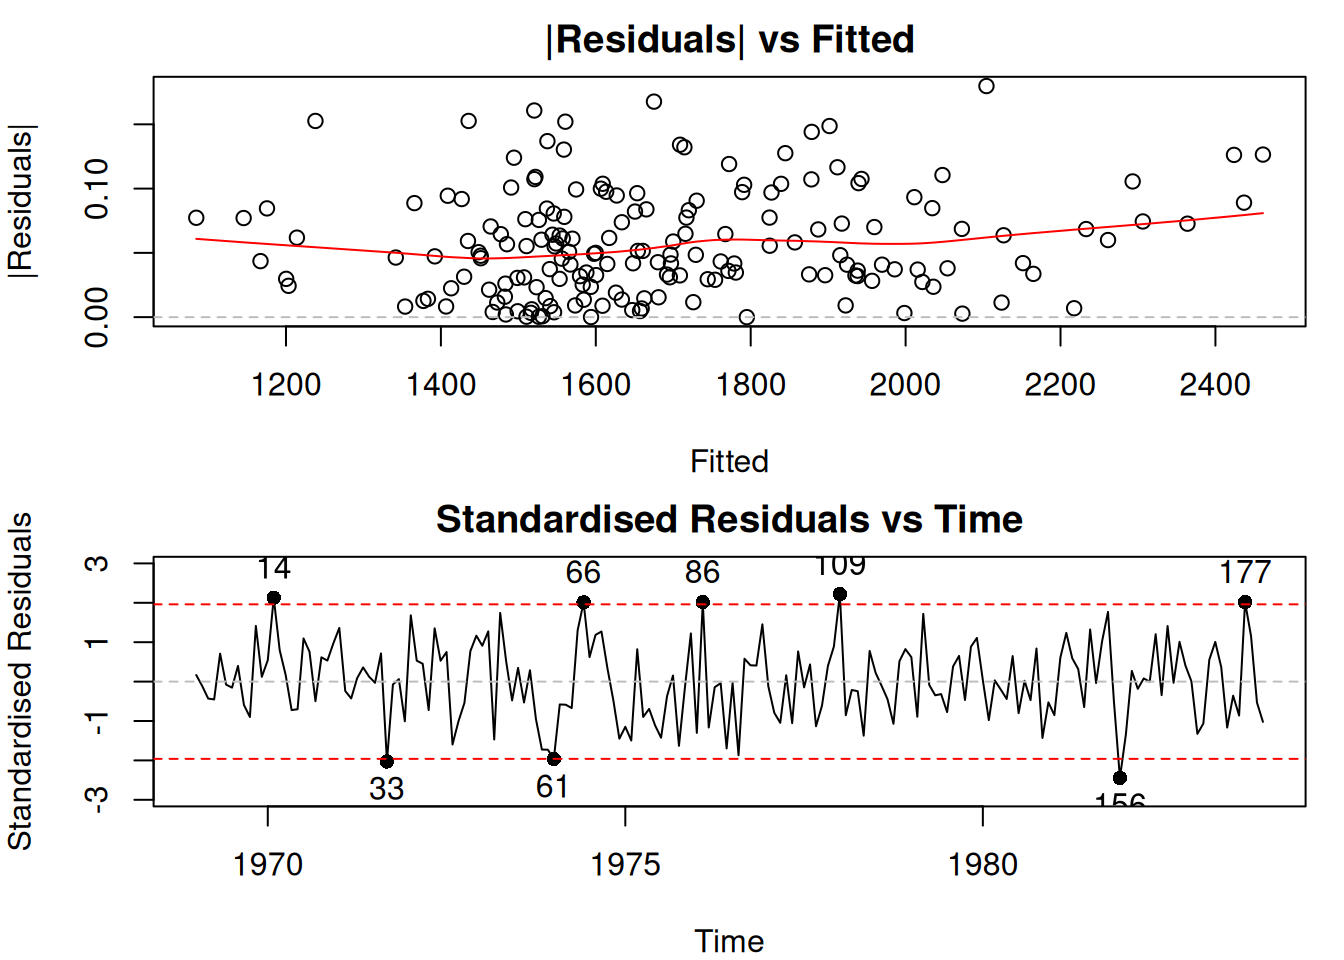 |Residuals| vs Fitted
|Residuals|
0.10
0.00
1200 1400 1600 1800 2000 2200 2400
Fitted
Standardised Residuals vs Time
Standardised Residuals
3
1
-1
-3
14 66 86 109 177
33 61 156
1970 1975 1980
Time